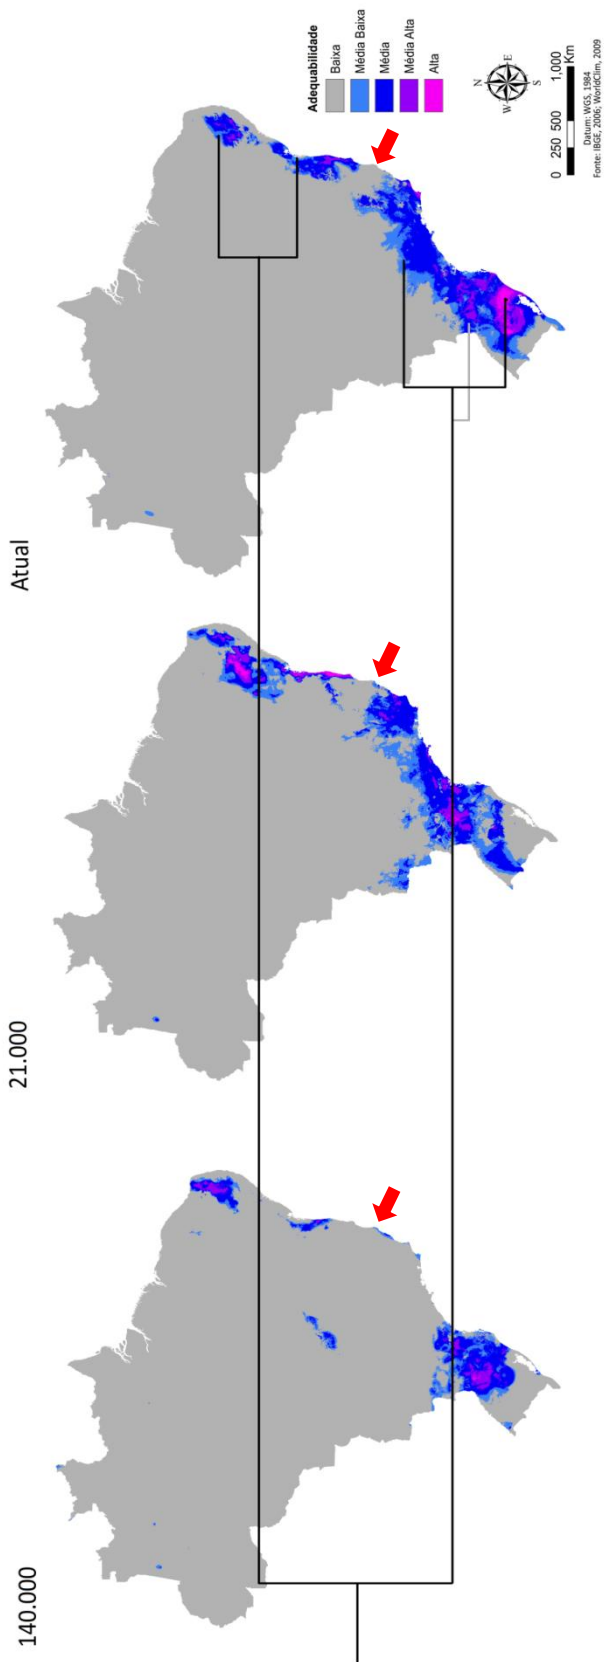 140.000
21.000
Atual
Adequabilidade
Baixa
Média Baixa
Média
Média Alta
Alta
N
W
E
S
0 250 500 1,000
Km
Datum: WGS, 1984
Fonte: IBGE, 2006; WorldClim, 2009